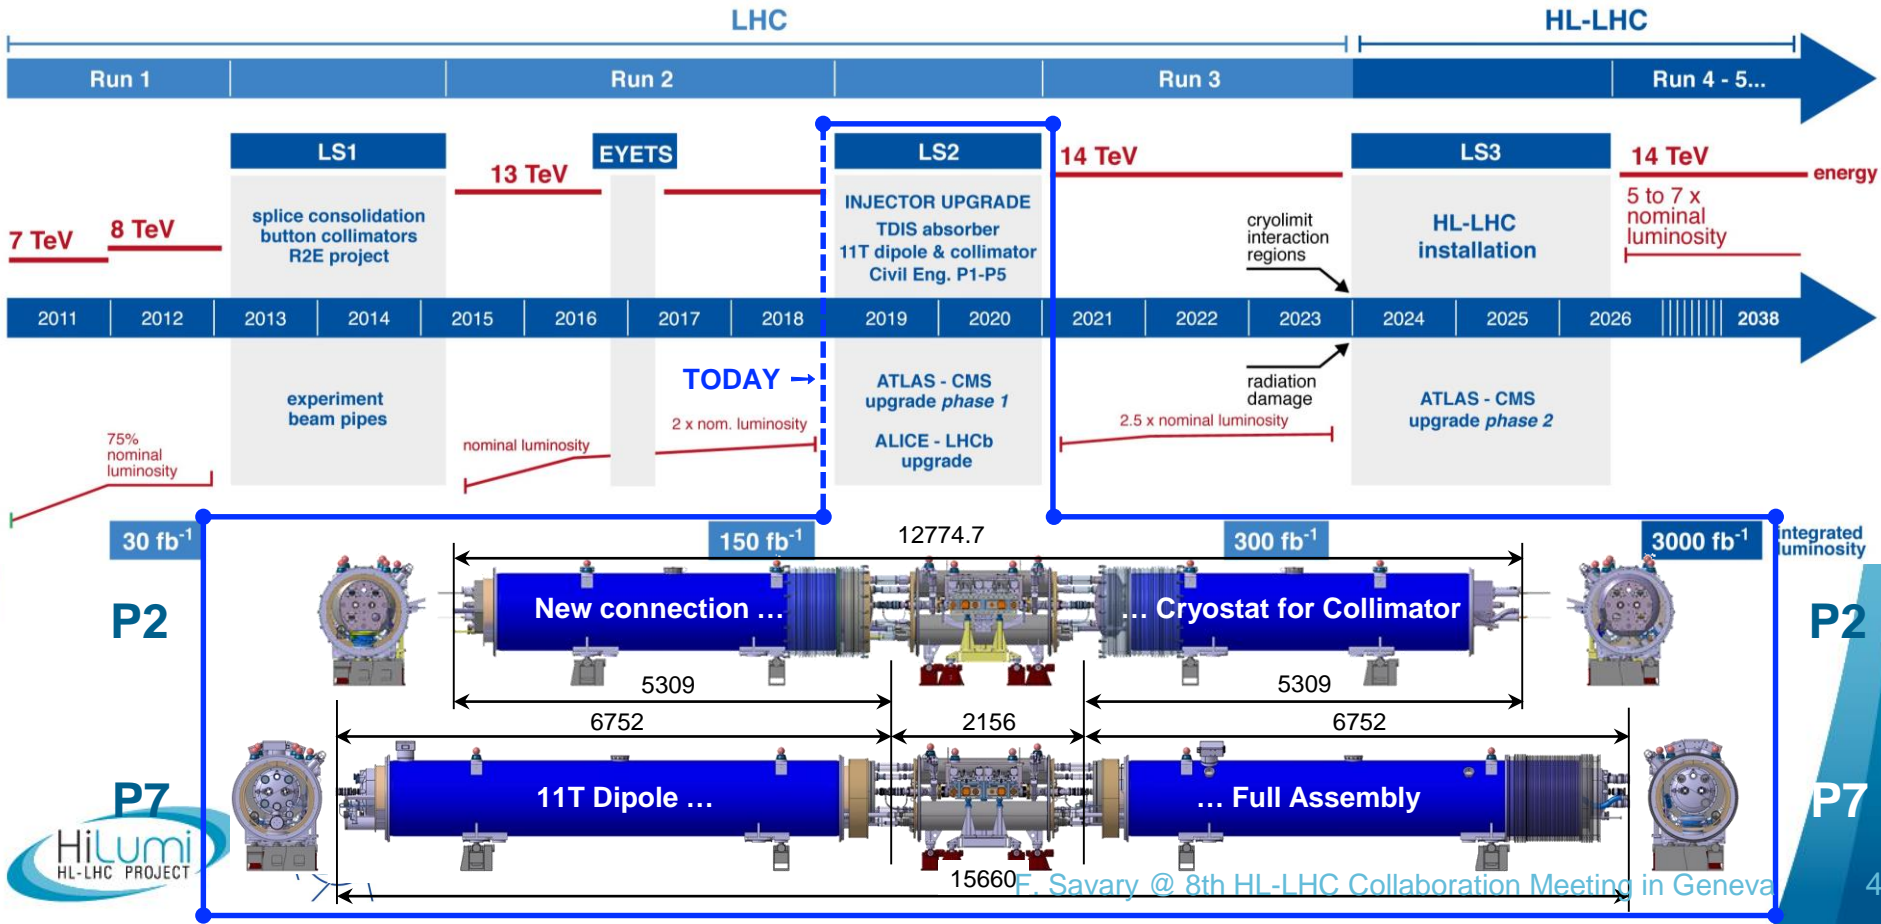 LHC
HL-LHC
Run 1
Run 2
Run 3
Run 4 - 5...
LS1
EYETS
LS2
LS3
7 TeV
8 TeV
13 TeV
14 TeV
14 TeV
energy
splice consolidation
button collimators
R2E project
INJECTOR UPGRADE
TDIS absorber
11T dipole & collimator
Civil Eng. P1-P5
cryolimit
interaction
regions
HL-LHC
installation
5 to 7 x
nominal
luminosity
2011
2012
2013
2014
2015
2016
2017
2018
2019
2020
2021
2022
2023
2024
2025
2026
2038
TODAY
experiment
beam pipes
ATLAS - CMS
upgrade phase 1
ALICE - LHCb
upgrade
radiation
damage
ATLAS - CMS
upgrade phase 2
75%
nominal
luminosity
nominal luminosity
2 x nom. luminosity
2.5 x nominal luminosity
30 fb-1
150 fb-1
300 fb-1
3000 fb-1
integrated
luminosity
12774.7
P2
New connection ...
... Cryostat for Collimator
P2
5309
5309
6752
2156
6752
P7
11T Dipole ...
... Full Assembly
P7
15660
HiLumi
HL-LHC PROJECT
F. Savary @ 8th HL-LHC Collaboration Meeting in Geneva
4